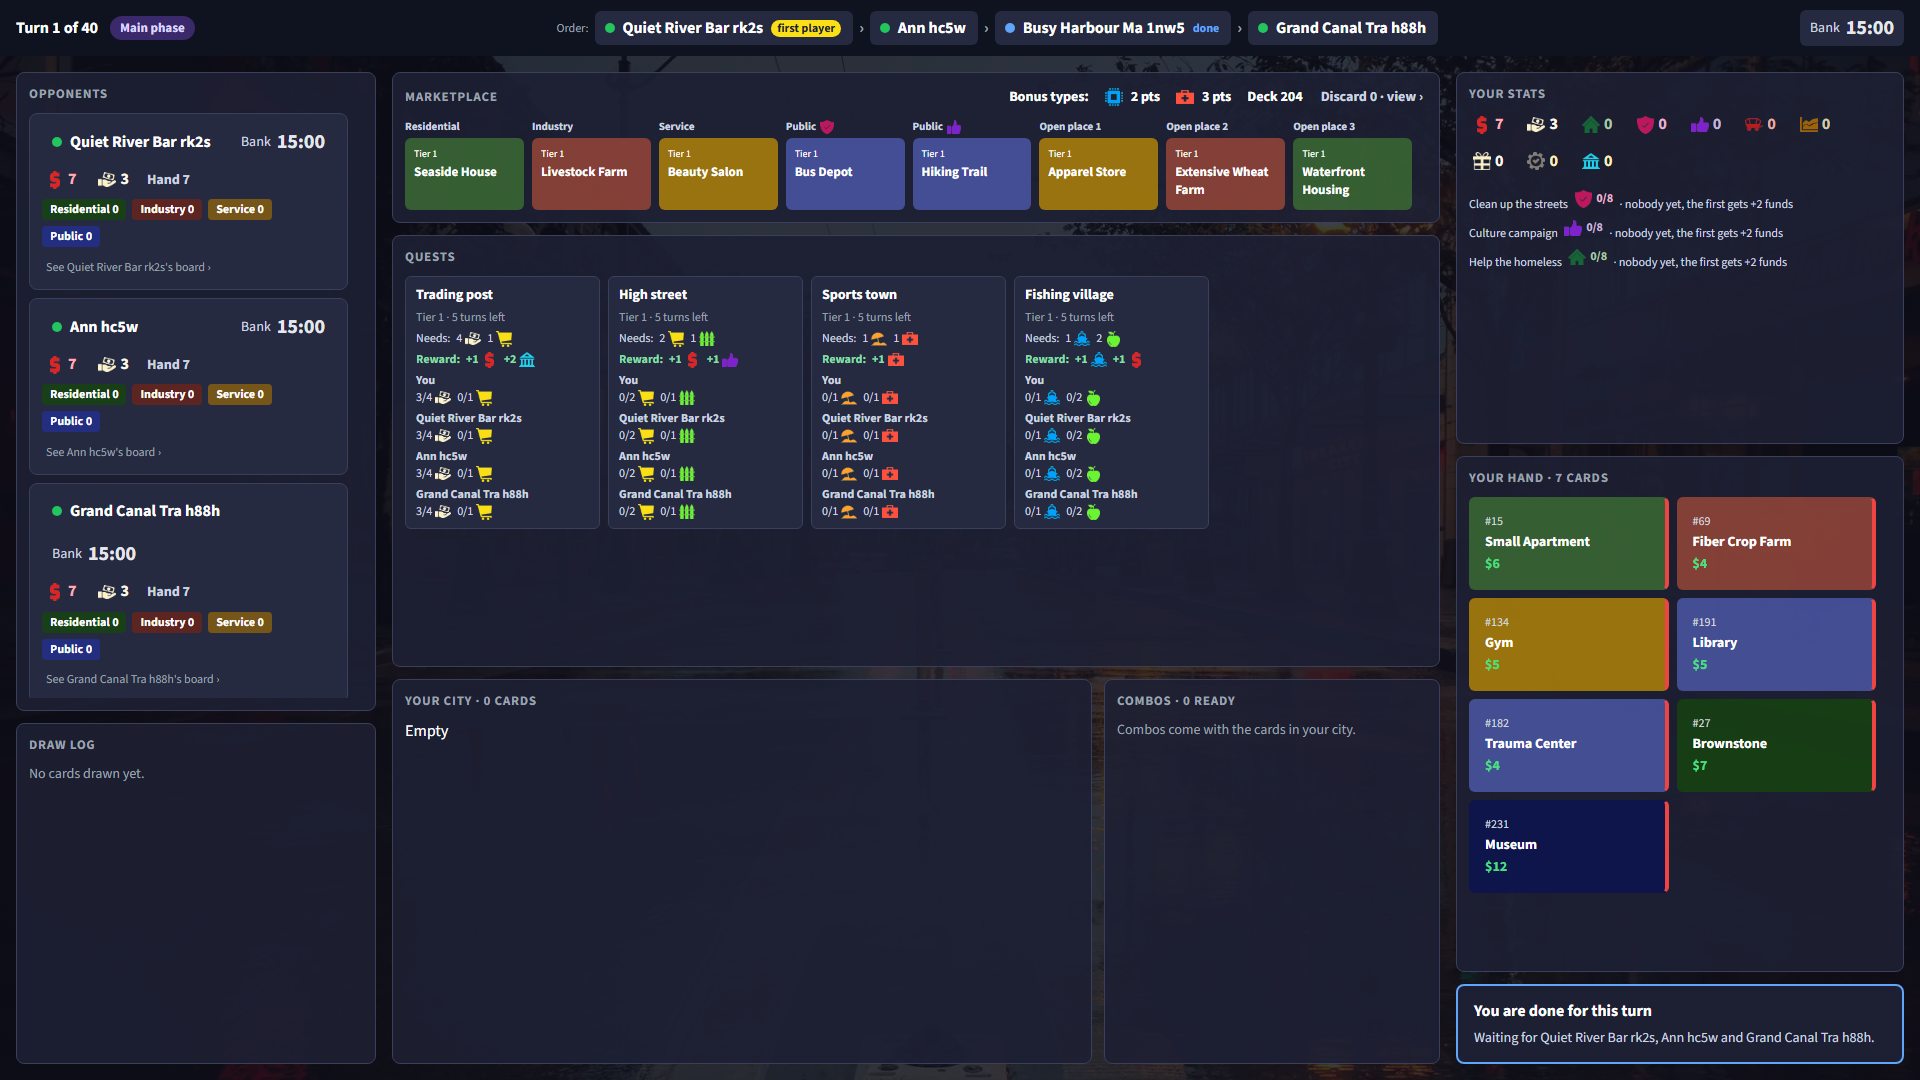 Turn 1 of 40 Main phase
Order: Quiet River Bar rk2s first player › Ann hc5w › Busy Harbour Ma 1nw5 done › Grand Canal Tra h88h
Bank 15:00
OPPONENTS
Quiet River Bar rk2s Bank 15:00
7 3 Hand 7
Residential 0 Industry 0 Service 0
Public 0
See Quiet River Bar rk2s's board ›
Ann hc5w Bank 15:00
7 3 Hand 7
Residential 0 Industry 0 Service 0
Public 0
See Ann hc5w's board ›
Grand Canal Tra h88h
Bank 15:00
7 3 Hand 7
Residential 0 Industry 0 Service 0
Public 0
See Grand Canal Tra h88h's board ›
DRAW LOG
No cards drawn yet.
MARKETPLACE
Bonus types: 2 pts 3 pts Deck 204 Discard 0 · view ›
Residential Industry Service Public Public Open place 1 Open place 2 Open place 3
Tier 1
Seaside House
Tier 1
Livestock Farm
Tier 1
Beauty Salon
Tier 1
Bus Depot
Tier 1
Hiking Trail
Tier 1
Apparel Store
Tier 1
Extensive Wheat
Farm
Tier 1
Waterfront
Housing
QUESTS
Trading post
Tier 1 · 5 turns left
Needs: 4 1
Reward: +1 +2
You
3/4 0/1
Quiet River Bar rk2s
3/4 0/1
Ann hc5w
3/4 0/1
Grand Canal Tra h88h
3/4 0/1
High street
Tier 1 · 5 turns left
Needs: 2 1
Reward: +1 +1
You
0/2 0/1
Quiet River Bar rk2s
0/2 0/1
Ann hc5w
0/2 0/1
Grand Canal Tra h88h
0/2 0/1
Sports town
Tier 1 · 5 turns left
Needs: 1 1
Reward: +1
You
0/1 0/1
Quiet River Bar rk2s
0/1 0/1
Ann hc5w
0/1 0/1
Grand Canal Tra h88h
0/1 0/1
Fishing village
Tier 1 · 5 turns left
Needs: 1 2
Reward: +1 +1
You
0/1 0/2
Quiet River Bar rk2s
0/1 0/2
Ann hc5w
0/1 0/2
Grand Canal Tra h88h
0/1 0/2
YOUR CITY · 0 CARDS
Empty
COMBOS · 0 READY
Combos come with the cards in your city.
YOUR STATS
7 3 0 0 0 0 0
0 0 0
Clean up the streets 0/8 · nobody yet, the first gets +2 funds
Culture campaign 0/8 · nobody yet, the first gets +2 funds
Help the homeless 0/8 · nobody yet, the first gets +2 funds
YOUR HAND · 7 CARDS
#15
Small Apartment
$6
#69
Fiber Crop Farm
$4
#134
Gym
$5
#191
Library
$5
#182
Trauma Center
$4
#27
Brownstone
$7
#231
Museum
$12
You are done for this turn
Waiting for Quiet River Bar rk2s, Ann hc5w and Grand Canal Tra h88h.